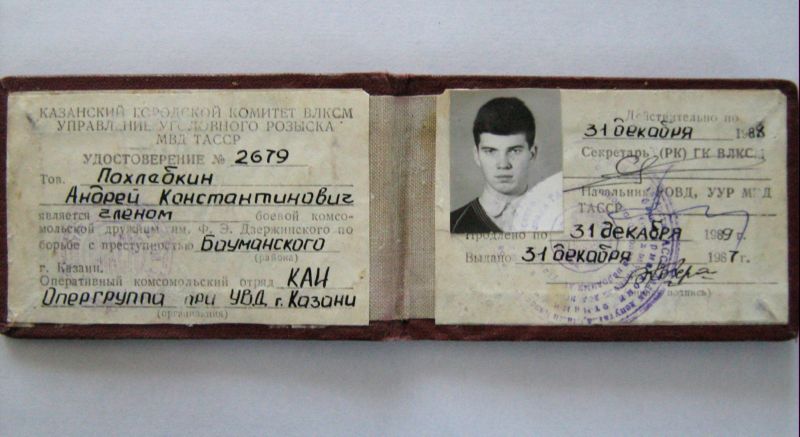 КАЗАНСКИЙ ГОРОДСКОЙ КОМИТЕТ ВЛКСМ
УПРАВЛЕНИЕ УГОЛОВНОГО РОЗЫСКА
МВД ТАССР
УДОСТОВЕРЕНИЕ № 2679
Тов. Похлебкин
Андрей Константинович
является членом боевой комсо-
мольской дружины им. Ф. Э. Дзержинского по
борьбе с преступностью Бауманского
(района)
г. Казани.
Оперативный комсомольский отряд КАИ
Опергруппа при УВД г. Казани
(организация)
Действительно по
31 декабря 1988
Секретарь (РК) ГК ВЛКСМ
Начальник РОВД, УУР МВД
ТАССР
Продлено по 31 декабря 1989 г.
Выдано 31 декабря 1987 г.
(подпись)